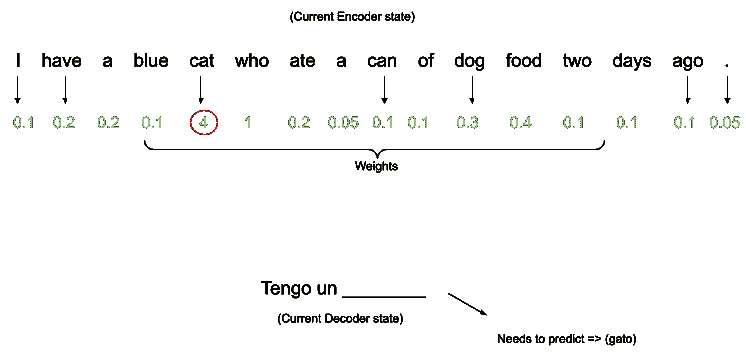 (Current Encoder state)
I have a blue cat who ate a can of dog food two days ago .
0.1 0.2 0.2 0.1 4 1 0.2 0.05 0.1 0.1 0.3 0.4 0.1 0.1 0.1 0.05
Weights
Tengo un ________
(Current Decoder state)
Needs to predict => (gato)